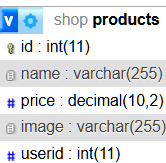 v shop products
id : int(11)
name : varchar(255)
# price : decimal(10,2)
image : varchar(255)
# userid : int(11)